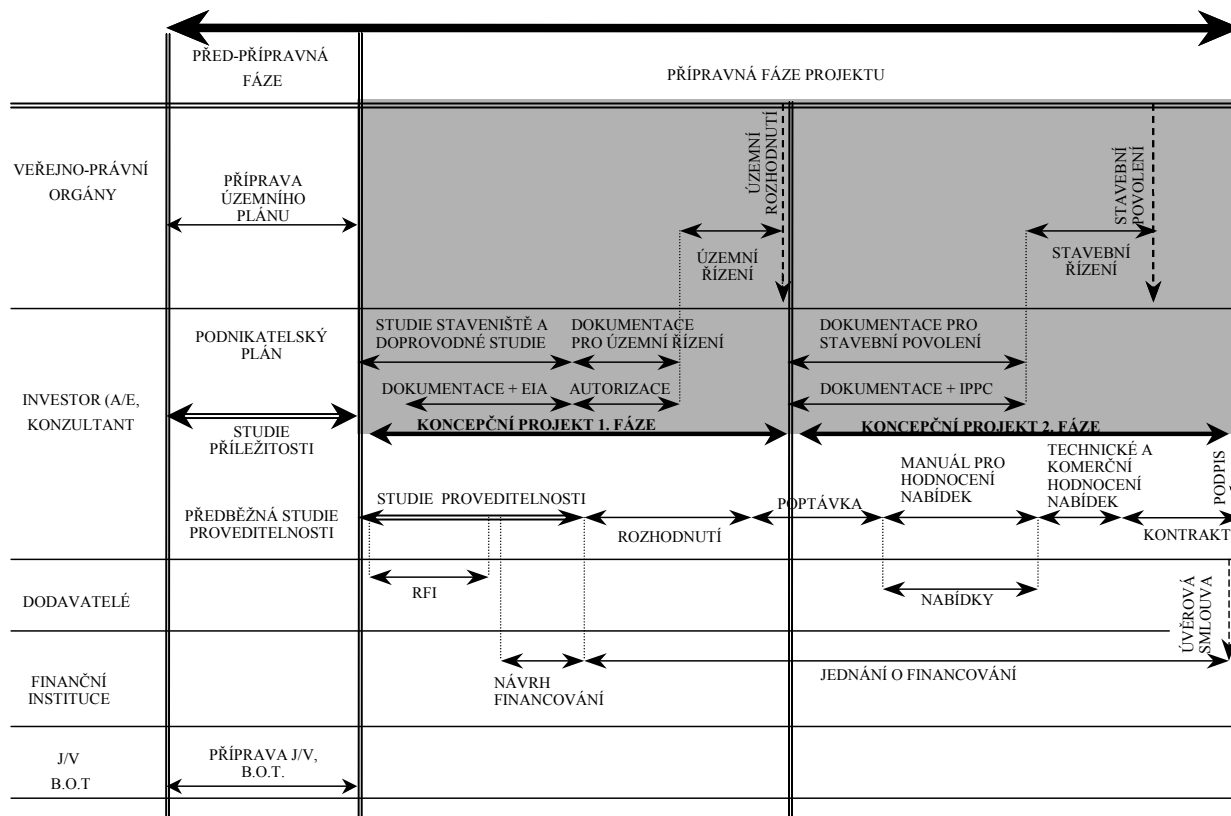 PŘED-PŘÍPRAVNÁ
FÁZE
PŘÍPRAVNÁ FÁZE PROJEKTU
VEŘEJNO-PRÁVNÍ
ORGÁNY
PŘÍPRAVA
ÚZEMNÍHO
PLÁNU
ÚZEMNÍ
ROZHODNUTÍ
ÚZEMNÍ
ŘÍZENÍ
STAVEBNÍ
POVOLENÍ
STAVEBNÍ
ŘÍZENÍ
INVESTOR (A/E,
KONZULTANT
PODNIKATELSKÝ
PLÁN
STUDIE
PŘÍLEŽITOSTI
PŘEDBĚŽNÁ STUDIE
PROVEDITELNOSTI
STUDIE STAVENIŠTĚ A
DOPROVODNÉ STUDIE
DOKUMENTACE
PRO ÚZEMNÍ ŘÍZENÍ
DOKUMENTACE PRO
STAVEBNÍ POVOLENÍ
DOKUMENTACE + EIA
AUTORIZACE
DOKUMENTACE + IPPC
KONCEPČNÍ PROJEKT 1. FÁZE
KONCEPČNÍ PROJEKT 2. FÁZE
STUDIE PROVEDITELNOSTI
ROZHODNUTÍ
POPTÁVKA
MANUÁL PRO
HODNOCENÍ
NABÍDEK
TECHNICKÉ A
KOMERČNÍ
HODNOCENÍ
NABÍDEK
PODPIS
KONTRAKT
DODAVATELÉ
RFI
NABÍDKY
ÚVĚROVÁ
SMLOUVA
FINANČNÍ
INSTITUCE
NÁVRH
FINANCOVÁNÍ
JEDNÁNÍ O FINANCOVÁNÍ
J/V
B.O.T
PŘÍPRAVA J/V,
B.O.T.